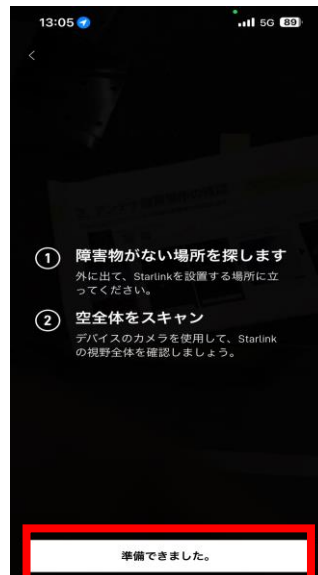 13:05
5G 89
<
1 障害物がない場所を探します
外に出て、Starlinkを設置する場所に立
ってください。
2 空全体をスキャン
デバイスのカメラを使用して、Starlink
の視野全体を確認しましょう。
準備できました。